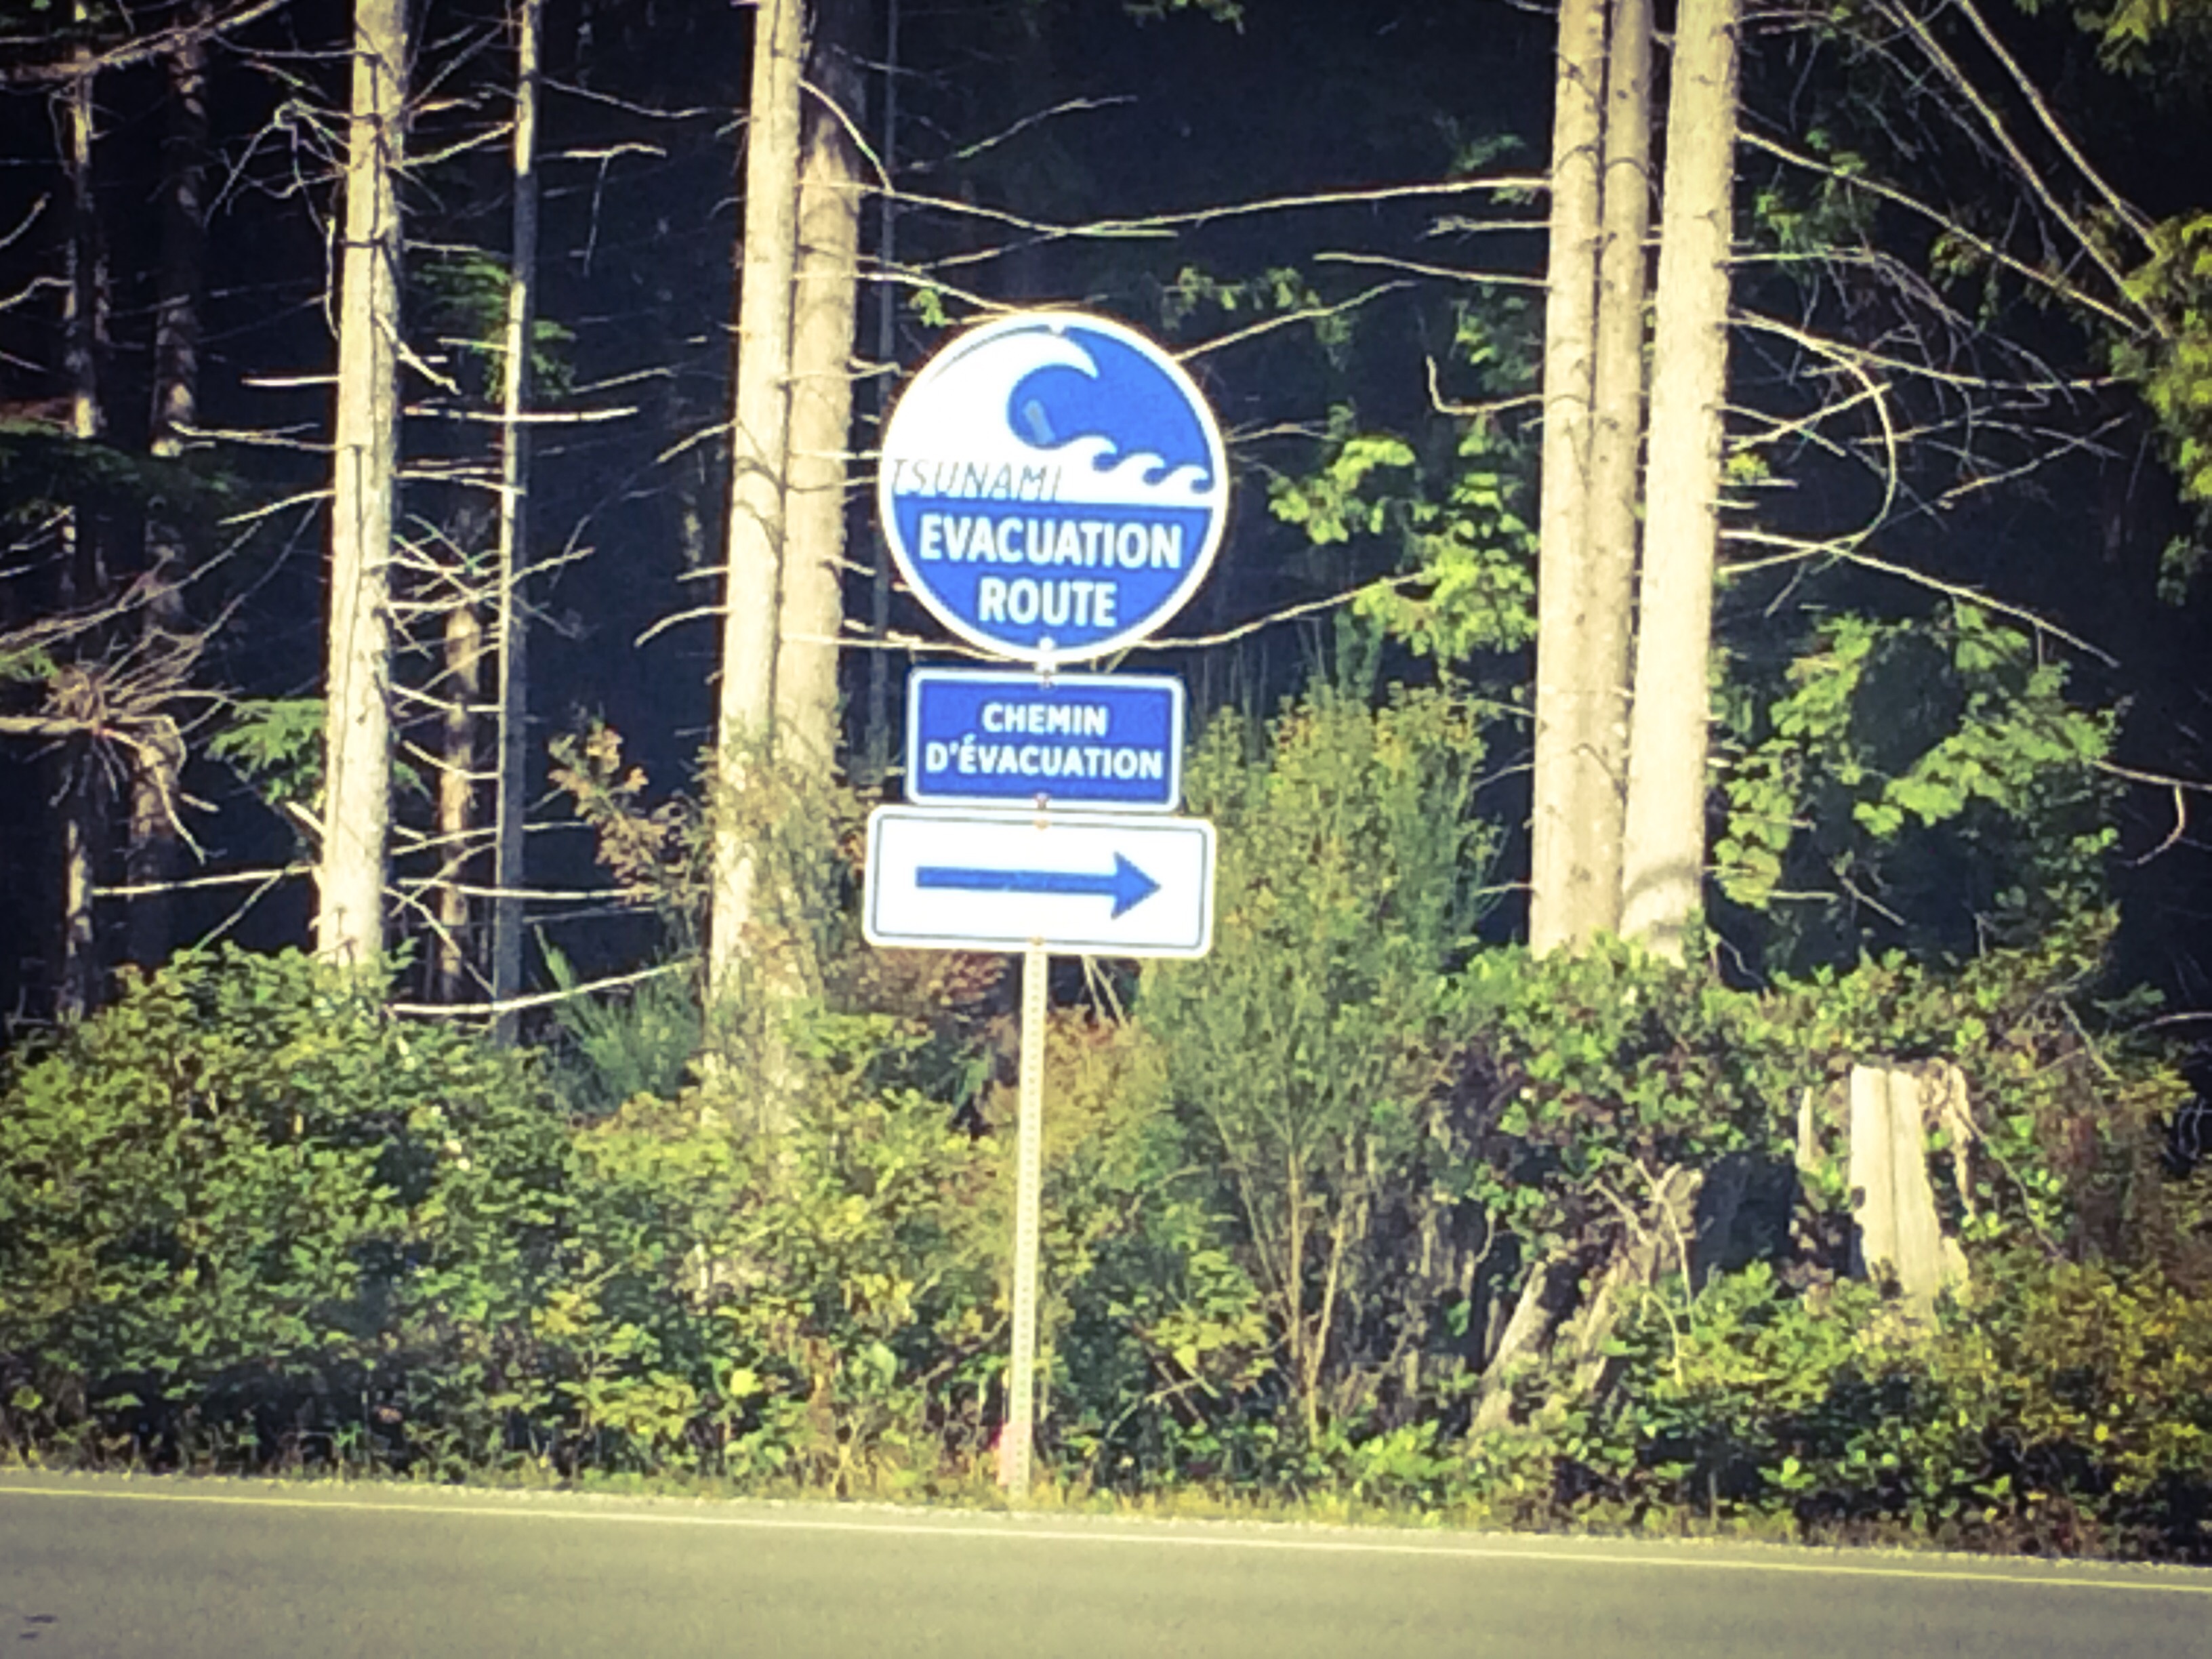 TSUNAMI
EVACUATION
ROUTE
CHEMIN
D'ÉVACUATION